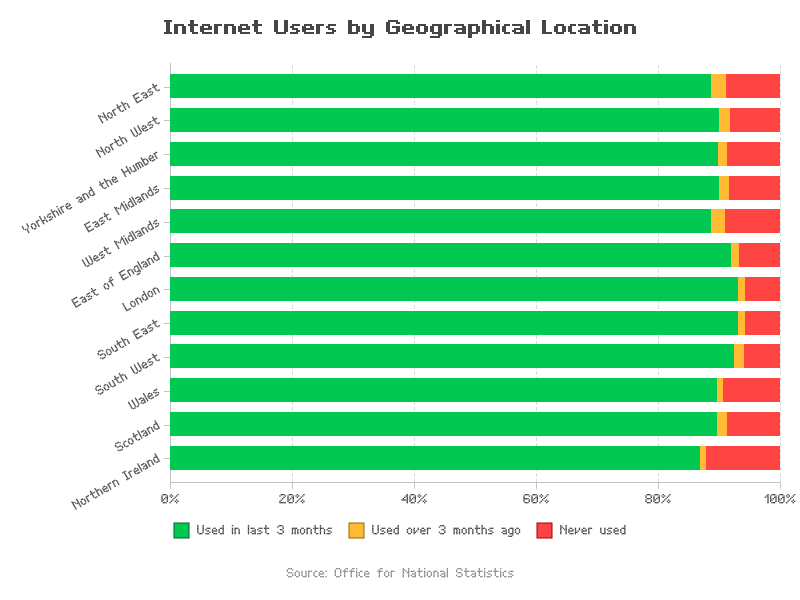 Internet Users by Geographical Location
North East
North West
Yorkshire and the Humber
East Midlands
West Midlands
East of England
London
South East
South West
Wales
Scotland
Northern Ireland
0% 20% 40% 60% 80% 100%
Used in last 3 months Used over 3 months ago Never used
Source: Office for National Statistics